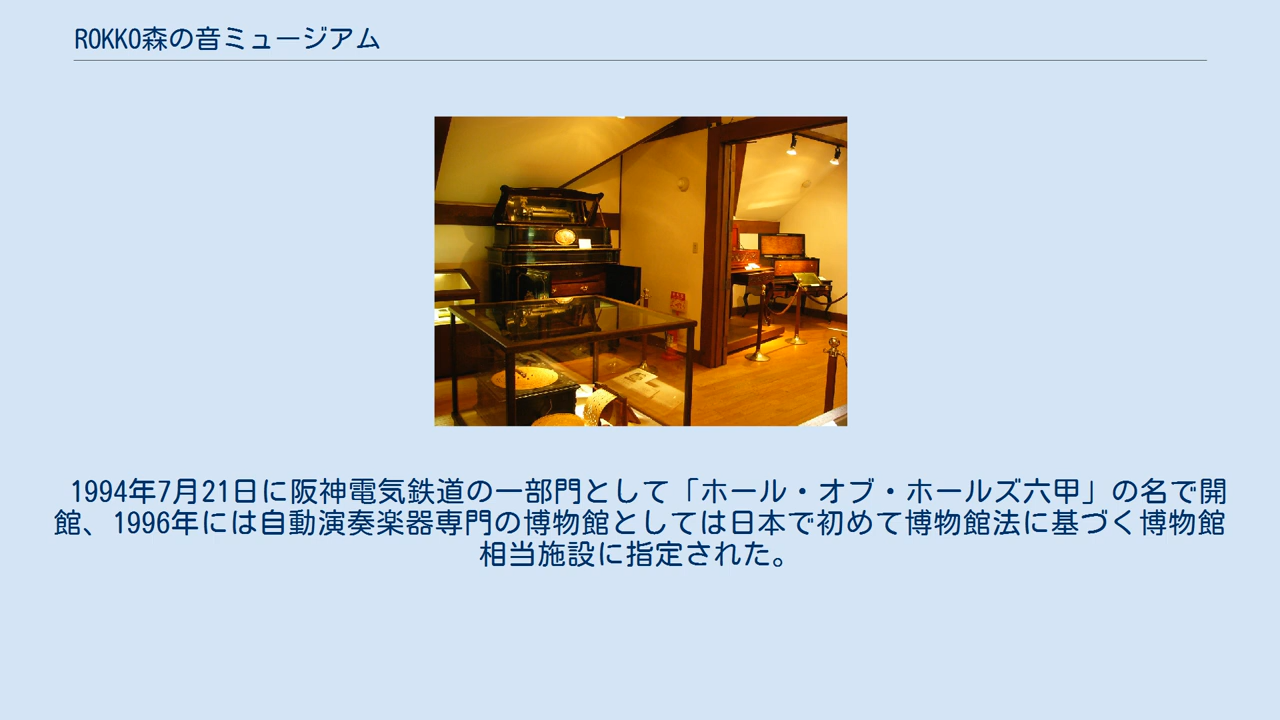 ROKKO森の音ミュージアム
1994年7月21日に阪神電気鉄道の一部門として「ホール・オブ・ホールズ六甲」の名で開
館、1996年には自動演奏楽器専門の博物館としては日本で初めて博物館法に基づく博物館
相当施設に指定された。